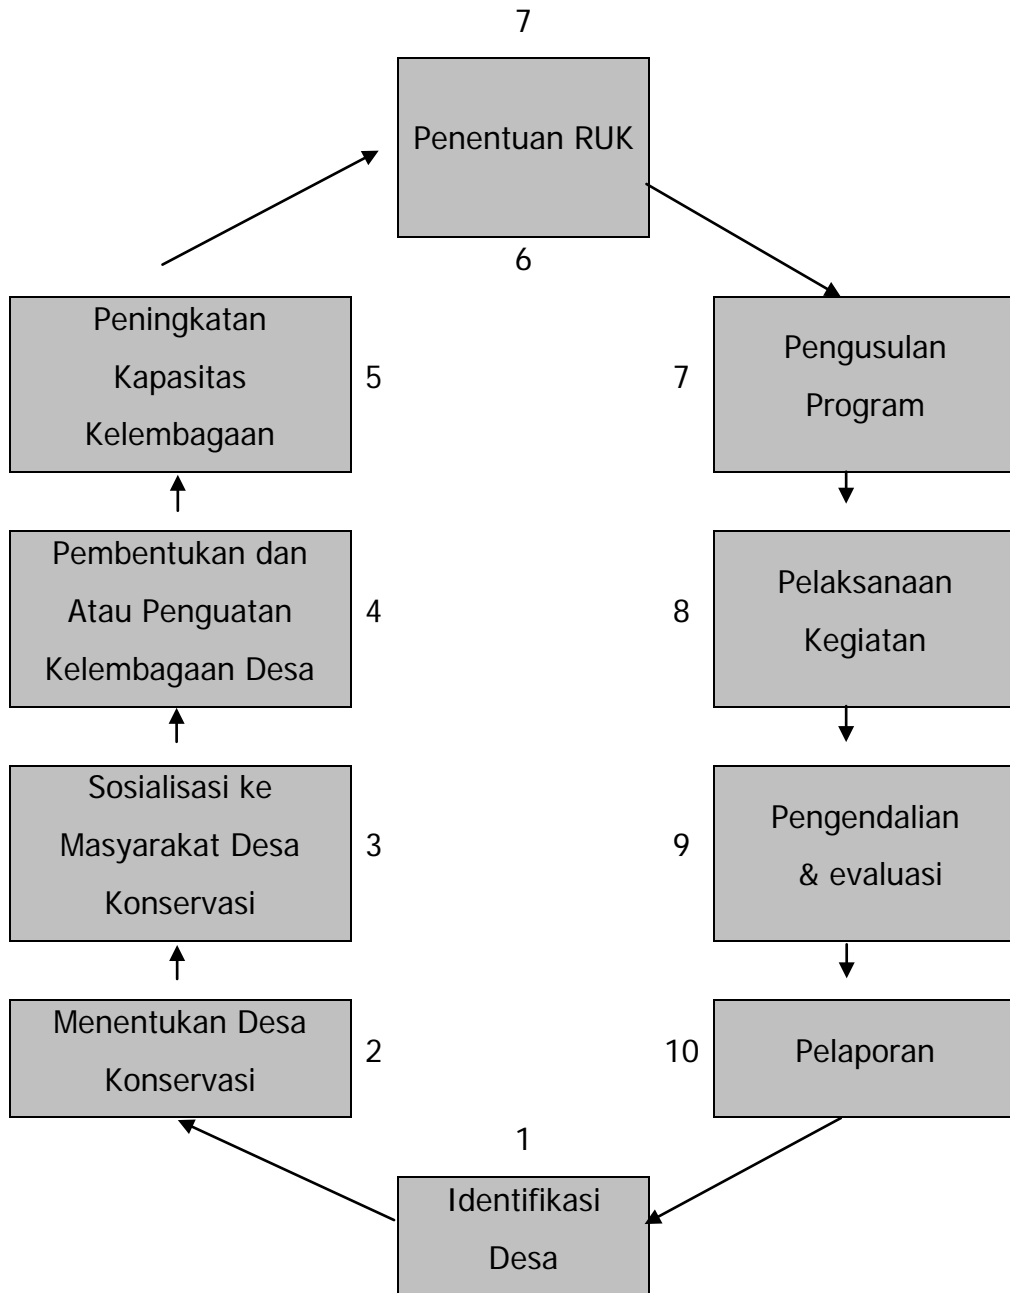 7
Penentuan RUK
6
Peningkatan
Kapasitas
Kelembagaan
5
7
Pengusulan
Program
Pembentukan dan
Atau Penguatan
Kelembagaan Desa
4
8
Pelaksanaan
Kegiatan
Sosialisasi ke
Masyarakat Desa
Konservasi
3
9
Pengendalian
& evaluasi
Menentukan Desa
Konservasi
2
10
Pelaporan
1
Identifikasi
Desa